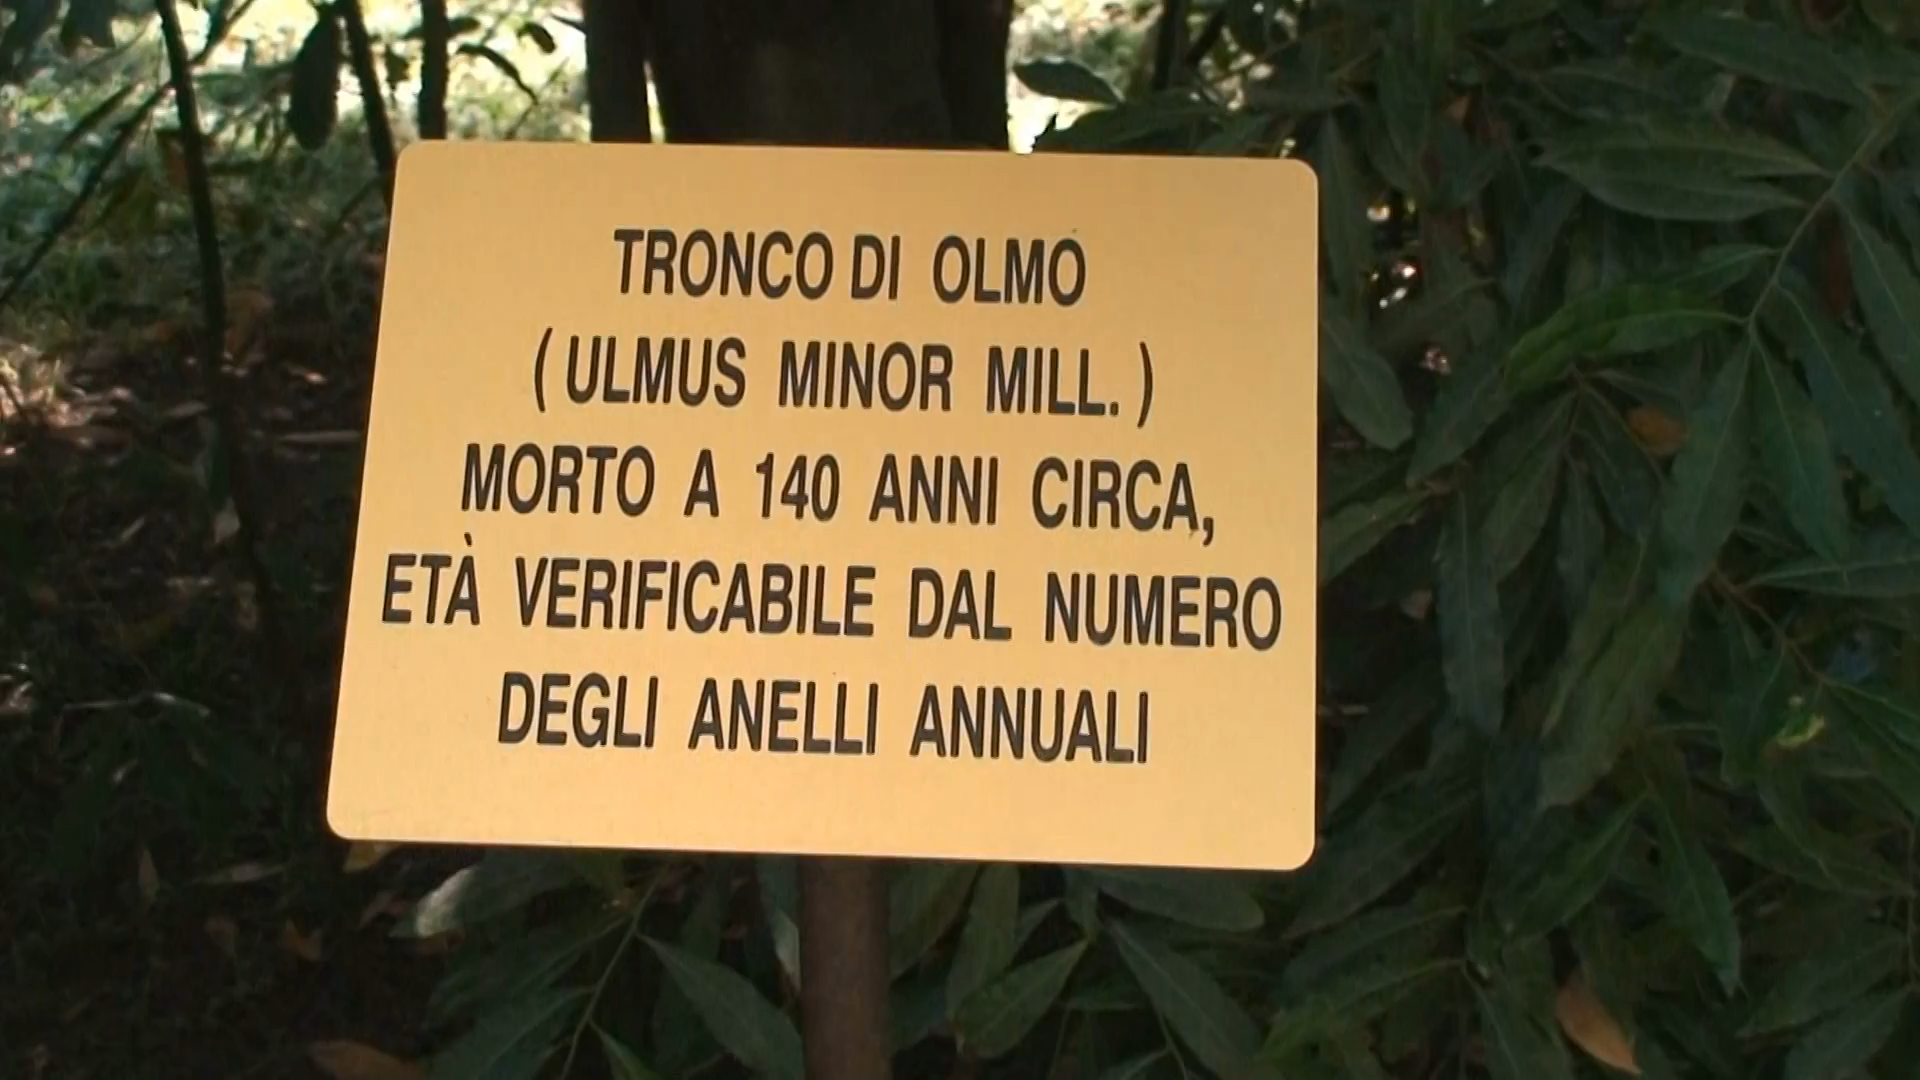 TRONCO DI OLMO
(ULMUS MINOR MILL.)
MORTO A 140 ANNI CIRCA,
ETÀ VERIFICABILE DAL NUMERO
DEGLI ANELLI ANNUALI